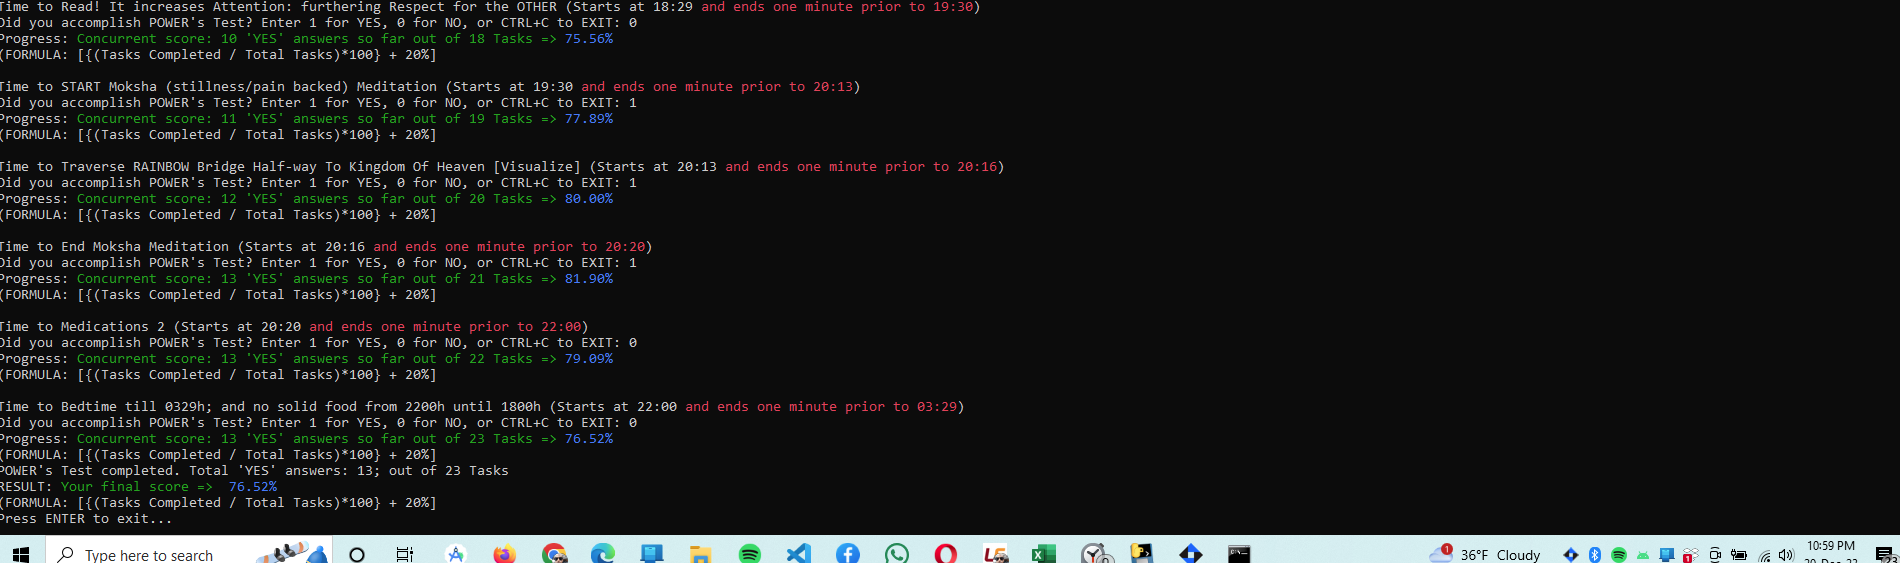 Time to Read! It increases Attention: furthering Respect for the OTHER (Starts at 18:29 and ends one minute prior to 19:30)
Did you accomplish POWER's Test? Enter 1 for YES, 0 for NO, or CTRL+C to EXIT: 0
Progress: Concurrent score: 10 'YES' answers so far out of 18 Tasks => 75.56%
(FORMULA: [{(Tasks Completed / Total Tasks)*100} + 20%]
Time to START Moksha (stillness/pain backed) Meditation (Starts at 19:30 and ends one minute prior to 20:13)
Did you accomplish POWER's Test? Enter 1 for YES, 0 for NO, or CTRL+C to EXIT: 1
Progress: Concurrent score: 11 'YES' answers so far out of 19 Tasks => 77.89%
(FORMULA: [{(Tasks Completed / Total Tasks)*100} + 20%]
Time to Traverse RAINBOW Bridge Half-way To Kingdom Of Heaven [Visualize] (Starts at 20:13 and ends one minute prior to 20:16)
Did you accomplish POWER's Test? Enter 1 for YES, 0 for NO, or CTRL+C to EXIT: 1
Progress: Concurrent score: 12 'YES' answers so far out of 20 Tasks => 80.00%
(FORMULA: [{(Tasks Completed / Total Tasks)*100} + 20%]
Time to End Moksha Meditation (Starts at 20:16 and ends one minute prior to 20:20)
Did you accomplish POWER's Test? Enter 1 for YES, 0 for NO, or CTRL+C to EXIT: 1
Progress: Concurrent score: 13 'YES' answers so far out of 21 Tasks => 81.90%
(FORMULA: [{(Tasks Completed / Total Tasks)*100} + 20%]
Time to Medications 2 (Starts at 20:20 and ends one minute prior to 22:00)
Did you accomplish POWER's Test? Enter 1 for YES, 0 for NO, or CTRL+C to EXIT: 0
Progress: Concurrent score: 13 'YES' answers so far out of 22 Tasks => 79.09%
(FORMULA: [{(Tasks Completed / Total Tasks)*100} + 20%]
Time to Bedtime till 0329h; and no solid food from 2200h until 1800h (Starts at 22:00 and ends one minute prior to 03:29)
Did you accomplish POWER's Test? Enter 1 for YES, 0 for NO, or CTRL+C to EXIT: 0
Progress: Concurrent score: 13 'YES' answers so far out of 23 Tasks => 76.52%
(FORMULA: [{(Tasks Completed / Total Tasks)*100} + 20%]
POWER's Test completed. Total 'YES' answers: 13; out of 23 Tasks
RESULT: Your final score => 76.52%
(FORMULA: [{(Tasks Completed / Total Tasks)*100} + 20%]
Press ENTER to exit...
Type here to search
36°F Cloudy
10:59 PM